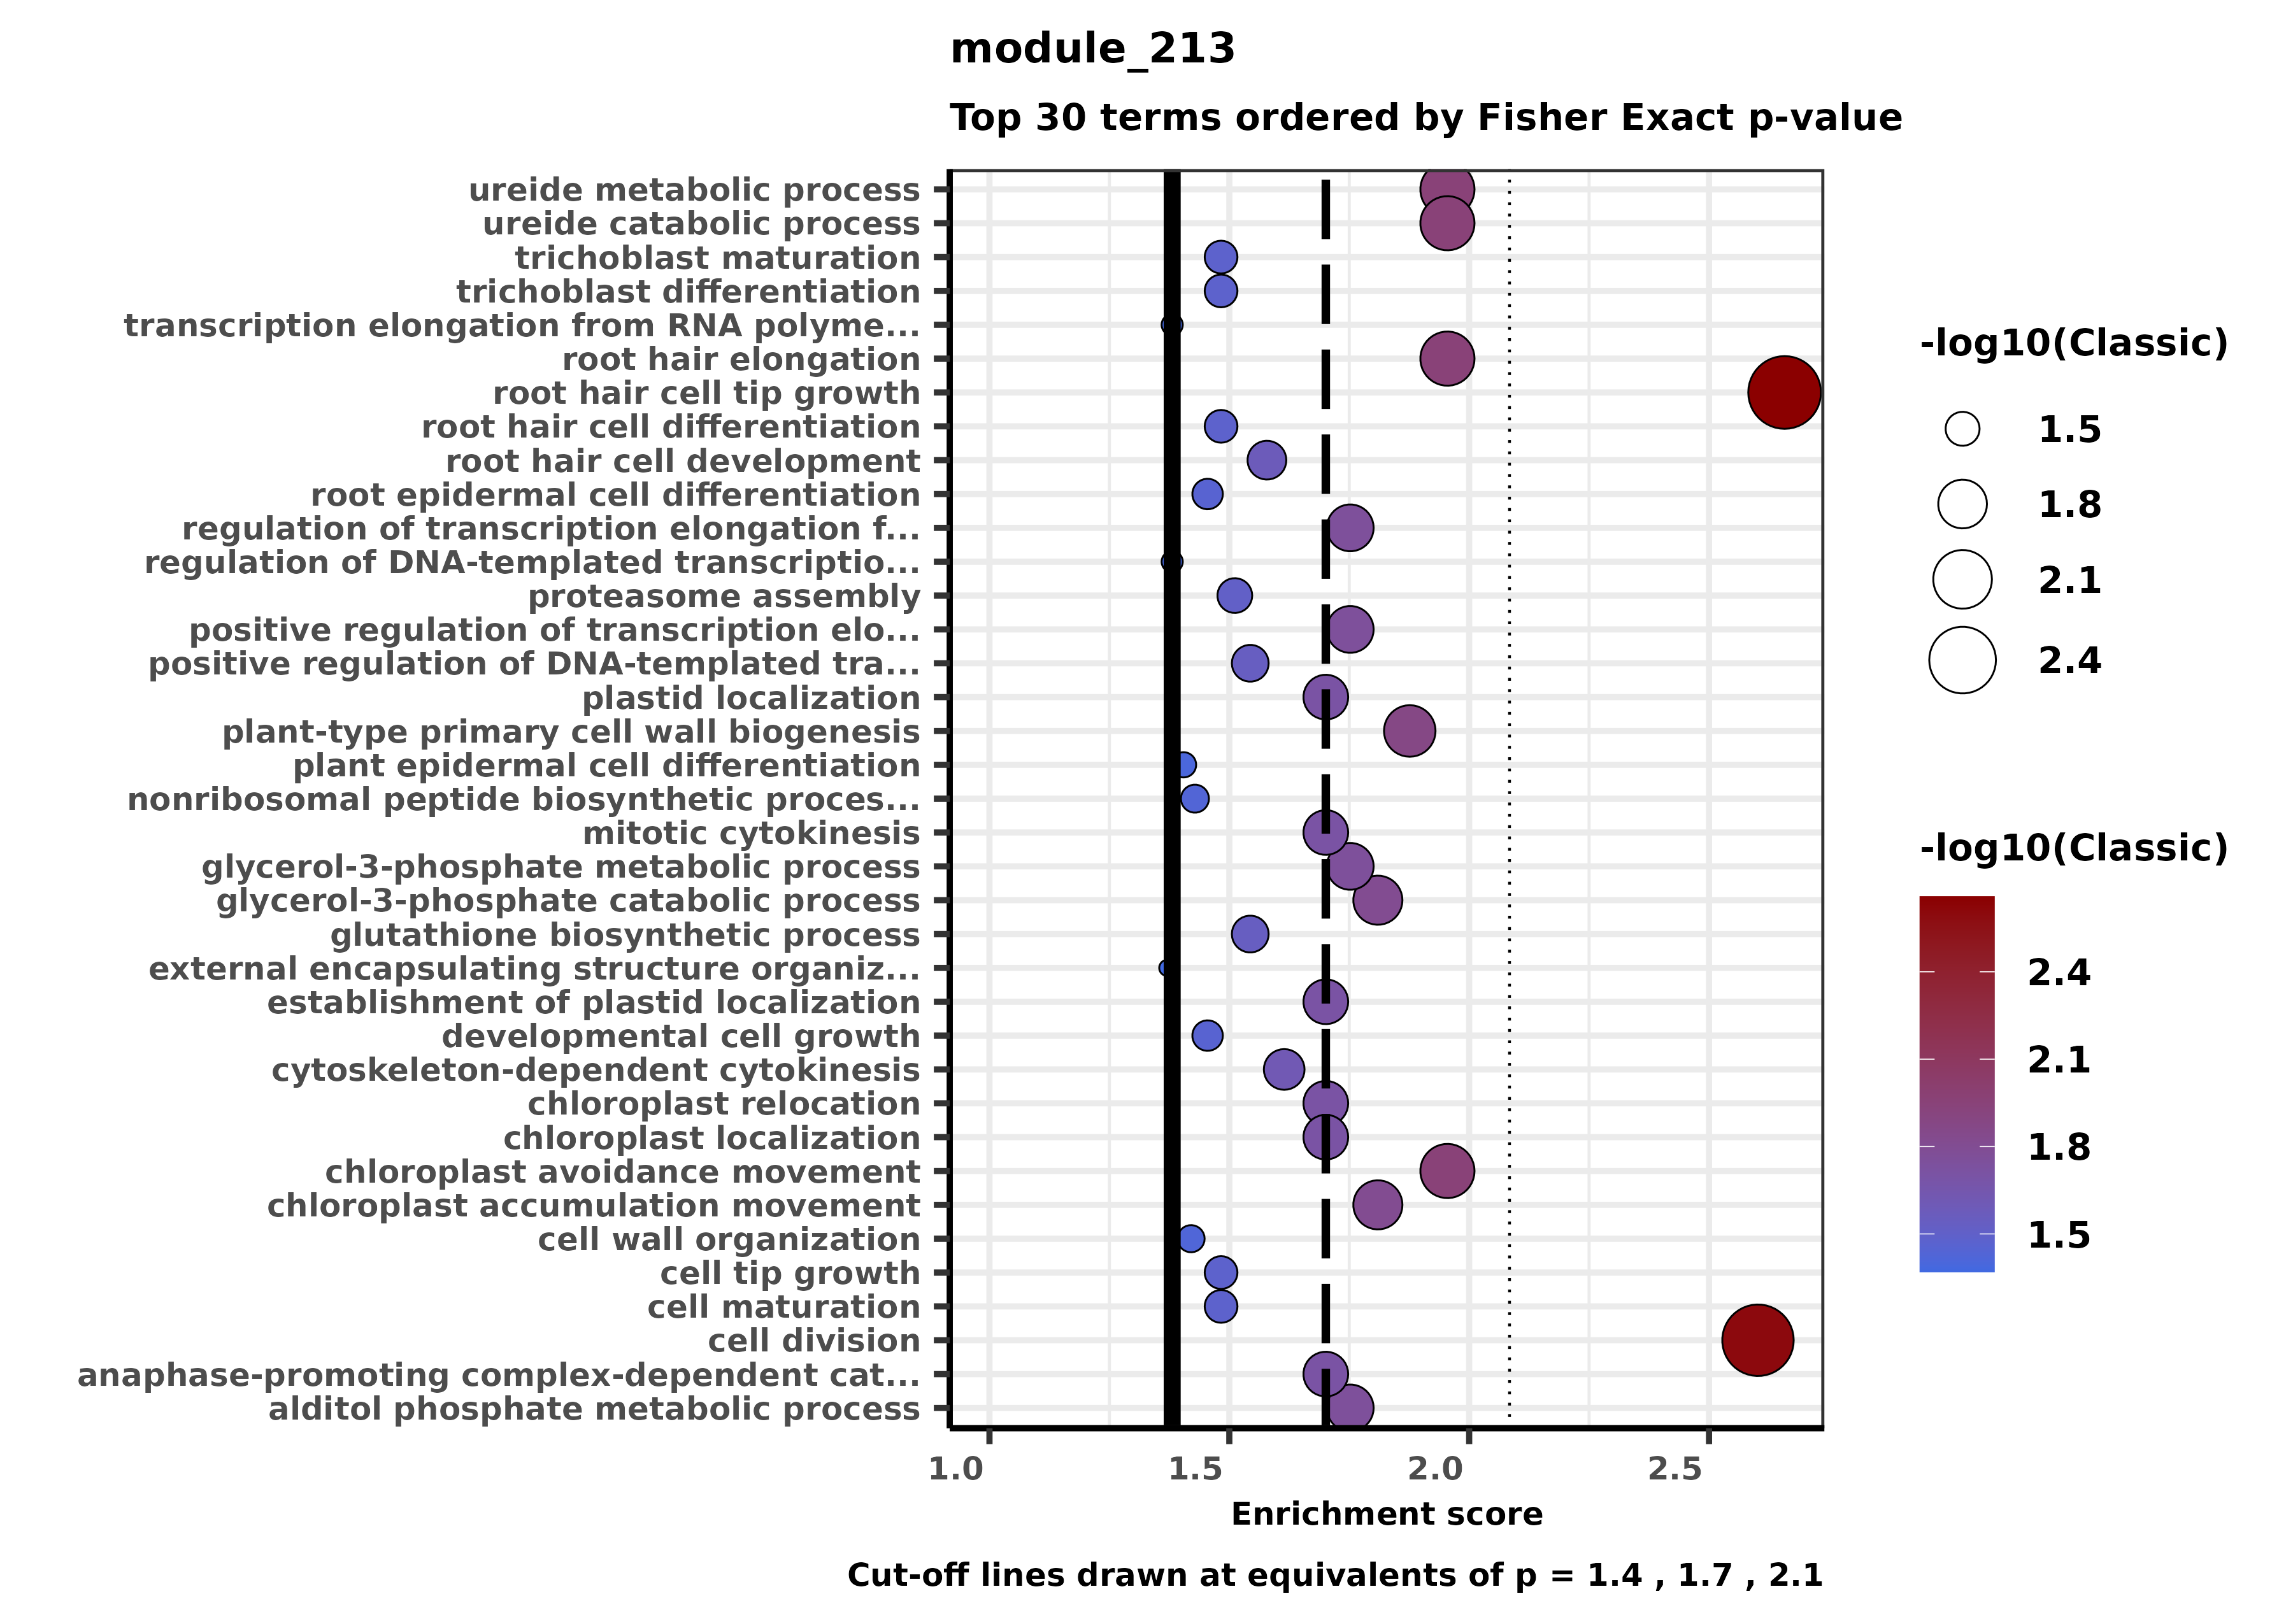 module_213
Top 30 terms ordered by Fisher Exact p-value
ureide metabolic process
ureide catabolic process
trichoblast maturation
trichoblast differentiation
transcription elongation from RNA polyme...
root hair elongation
root hair cell tip growth
root hair cell differentiation
root hair cell development
root epidermal cell differentiation
regulation of transcription elongation f...
regulation of DNA-templated transcriptio...
proteasome assembly
positive regulation of transcription elo...
positive regulation of DNA-templated tra...
plastid localization
plant-type primary cell wall biogenesis
plant epidermal cell differentiation
nonribosomal peptide biosynthetic proces...
mitotic cytokinesis
glycerol-3-phosphate metabolic process
glycerol-3-phosphate catabolic process
glutathione biosynthetic process
external encapsulating structure organiz...
establishment of plastid localization
developmental cell growth
cytoskeleton-dependent cytokinesis
chloroplast relocation
chloroplast localization
chloroplast avoidance movement
chloroplast accumulation movement
cell wall organization
cell tip growth
cell maturation
cell division
anaphase-promoting complex-dependent cat...
alditol phosphate metabolic process
1.0 1.5 2.0 2.5
Enrichment score
Cut-off lines drawn at equivalents of p = 1.4 , 1.7 , 2.1
-log10(Classic)
1.5
1.8
2.1
2.4
-log10(Classic)
2.4
2.1
1.8
1.5